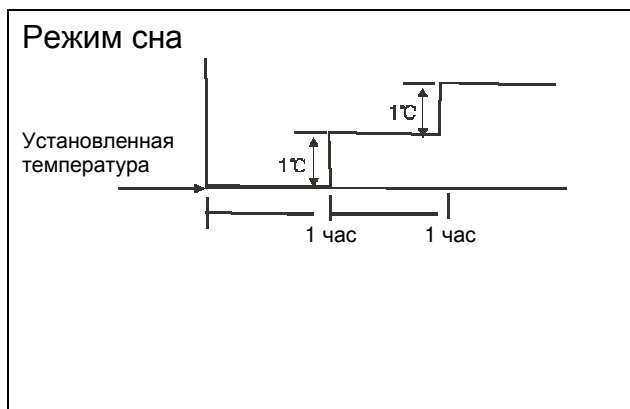 Режим сна
1℃
Установленная
температура
1℃
1 час 1 час